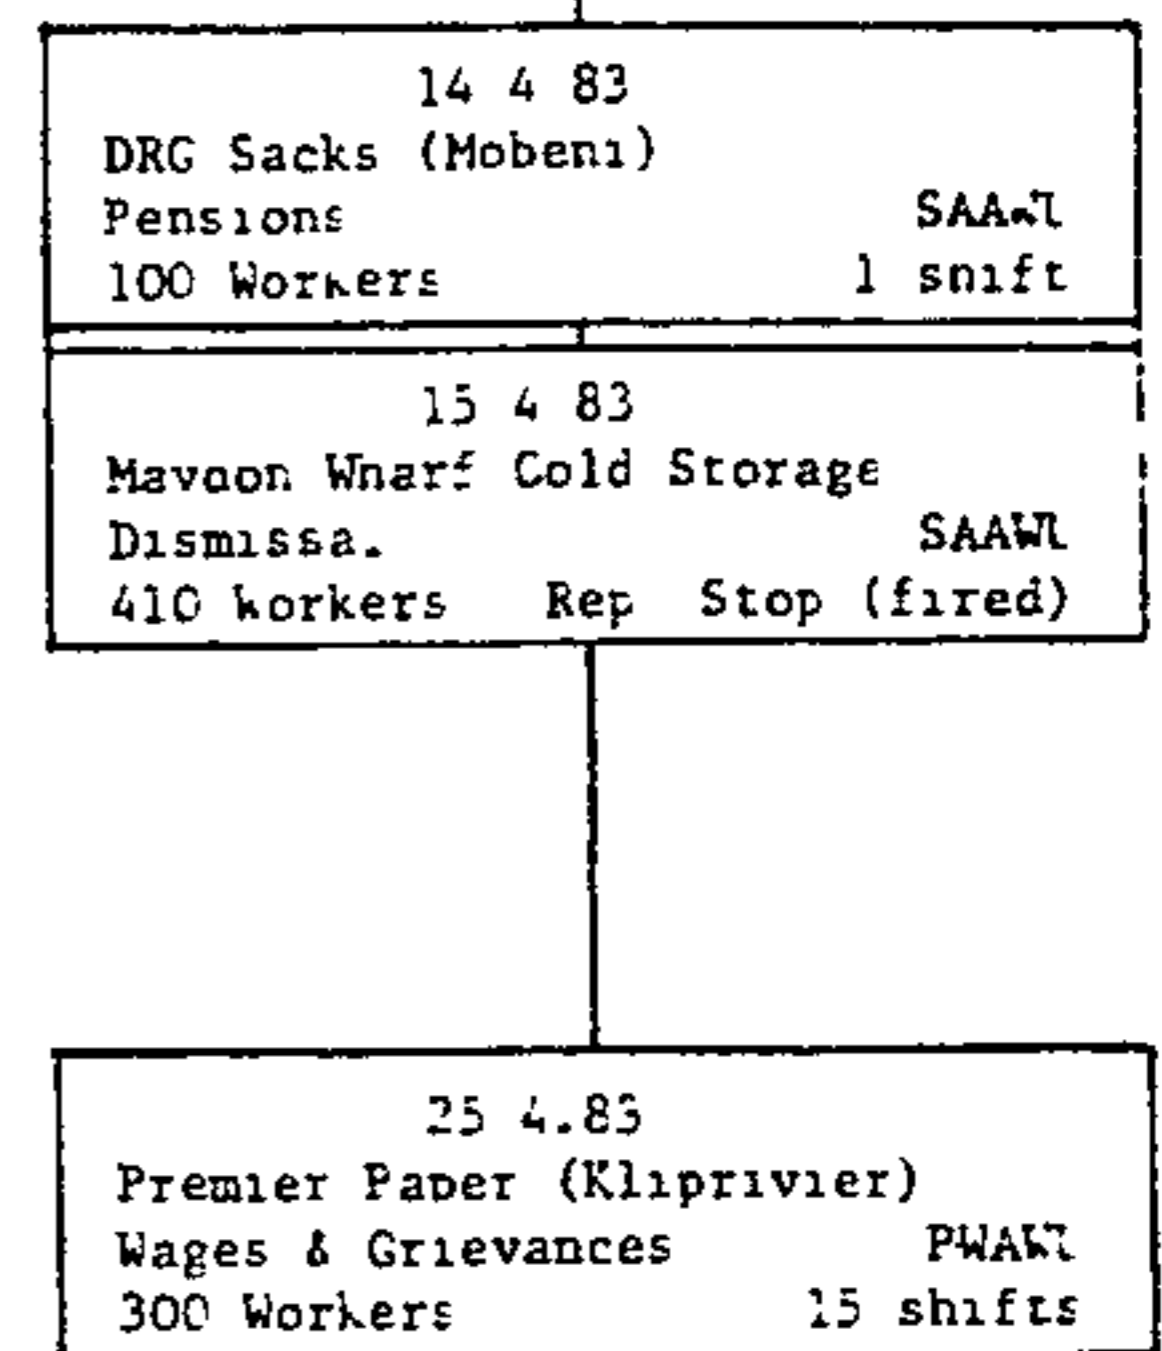 14 4 83
DRG Sacks (Mobeni)
Pensions SAAWU
100 Workers 1 shift
15 4 83
Maydon Wharf Cold Storage
Dismissal SAAWU
410 Workers Rep Stop (fired)
25 4.83
Premier Paper (Kliprivier)
Wages & Grievances PWAWU
300 Workers 15 shifts